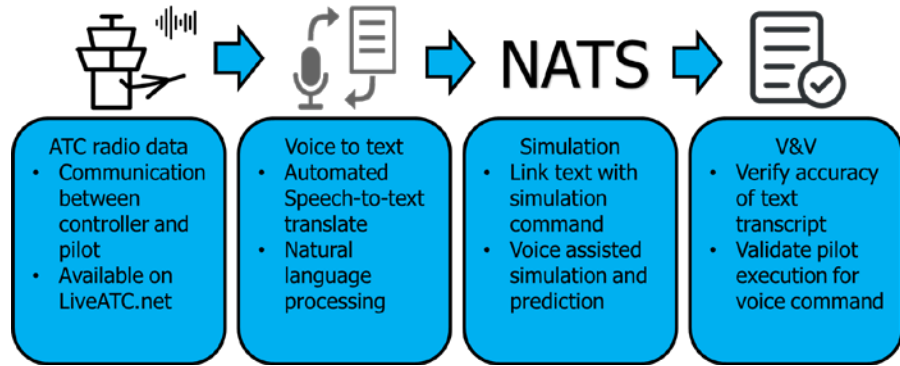 NATS
ATC radio data
• Communication
between
controller and
pilot
• Available on
LiveATC.net
Voice to text
• Automated
Speech-to-text
translate
• Natural
language
processing
Simulation
• Link text with
simulation
command
• Voice assisted
simulation and
prediction
V&V
• Verify accuracy
of text
transcript
• Validate pilot
execution for
voice command